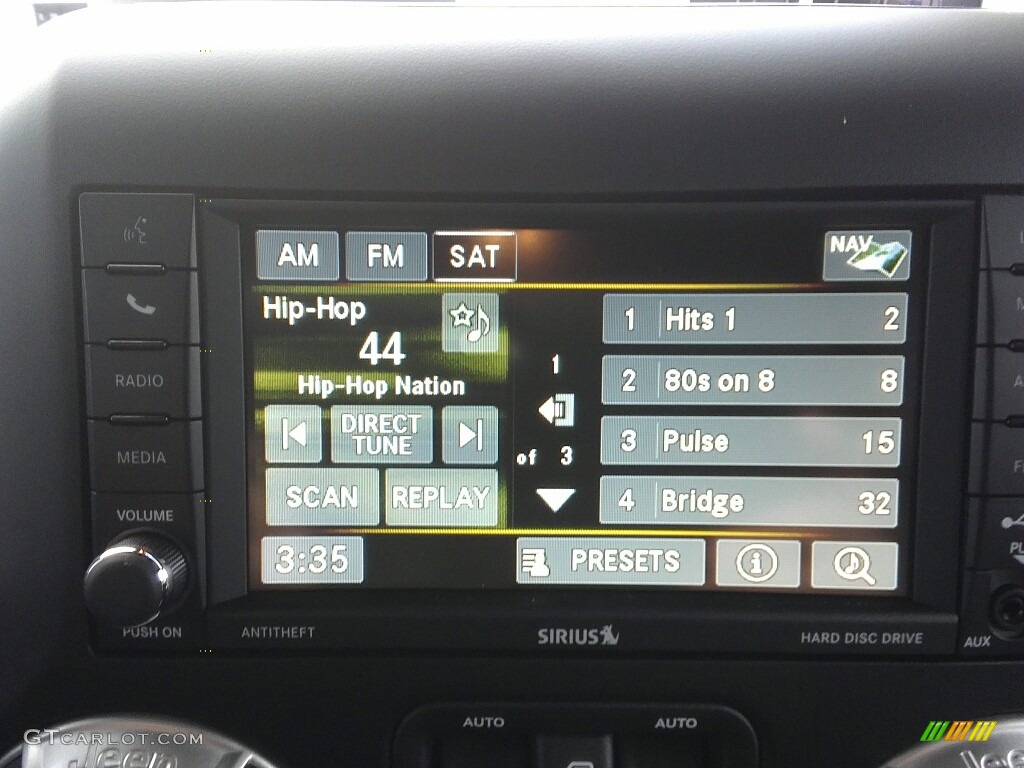 AM FM SAT NAV
Hip-Hop
44
Hip-Hop Nation
DIRECT
TUNE
SCAN REPLAY
1
of 3
1 Hits 1 2
2 80s on 8 8
3 Pulse 15
4 Bridge 32
3:35 PRESETS
RADIO
MEDIA
VOLUME
PUSH ON
ANTITHEFT SIRIUS HARD DISC DRIVE
AUX
AUTO AUTO
GTCARLOT.COM
Jeep